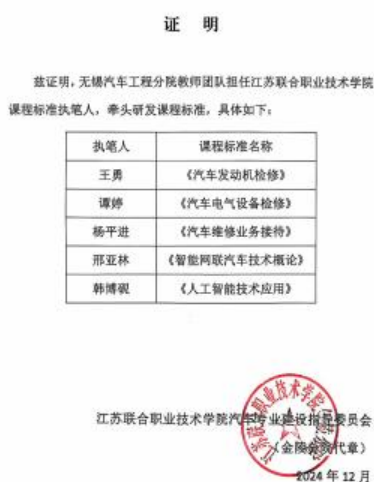 证 明
兹证明，无锡汽车工程分院教师团队担任江苏联合职业技术学院
课程标准执笔人，牵头研发课程标准，具体如下：
执笔人 课程标准名称
王勇 《汽车发动机检修》
谭婷 《汽车电气设备检修》
杨平进 《汽车维修业务接待》
邢亚林 《智能网联汽车技术概论》
韩博砚 《人工智能技术应用》
江苏联合职业技术学院汽车专业建设指导委员会
（金陵分院代章）
2024 年 12 月